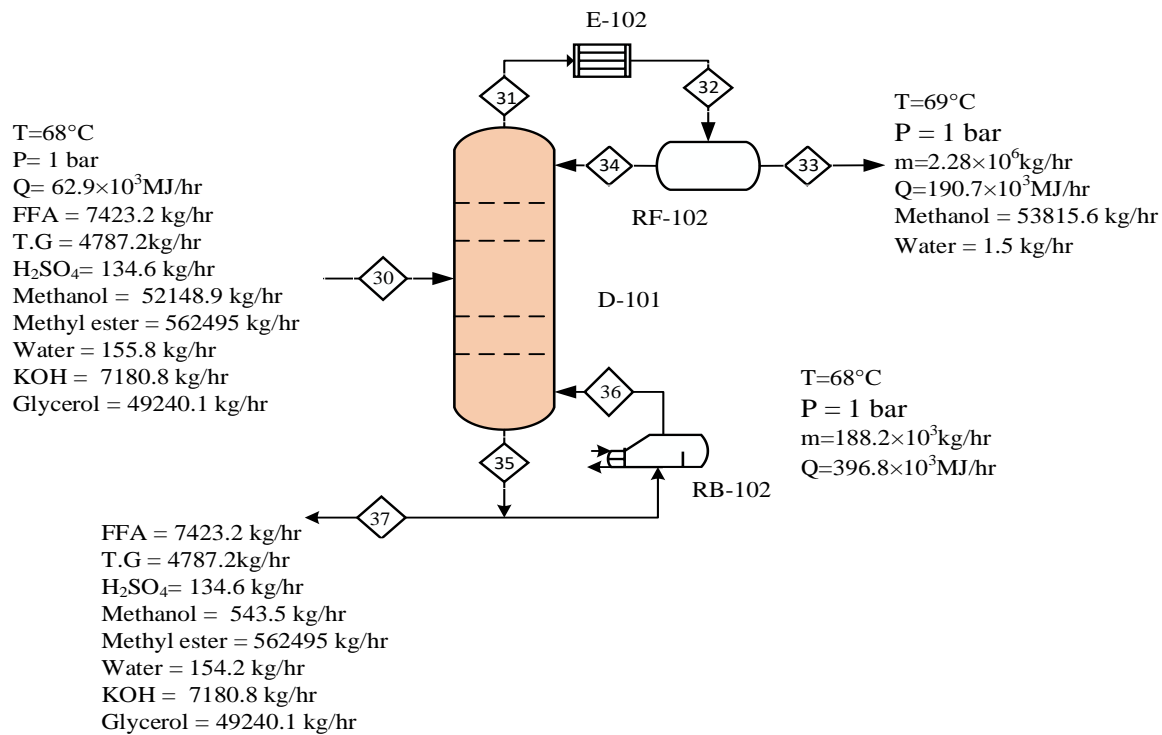 E-102
31
32
T=68°C
P= 1 bar
Q= 62.9×10³MJ/hr
FFA = 7423.2 kg/hr
T.G = 4787.2kg/hr
H₂SO₄= 134.6 kg/hr
Methanol = 52148.9 kg/hr
Methyl ester = 562495 kg/hr
Water = 155.8 kg/hr
KOH = 7180.8 kg/hr
Glycerol = 49240.1 kg/hr
30
34
33
RF-102
T=69°C
P = 1 bar
m=2.28×10⁶kg/hr
Q=190.7×10³MJ/hr
Methanol = 53815.6 kg/hr
Water = 1.5 kg/hr
D-101
36
35
RB-102
T=68°C
P = 1 bar
m=188.2×10³kg/hr
Q=396.8×10³MJ/hr
37
FFA = 7423.2 kg/hr
T.G = 4787.2kg/hr
H₂SO₄= 134.6 kg/hr
Methanol = 543.5 kg/hr
Methyl ester = 562495 kg/hr
Water = 154.2 kg/hr
KOH = 7180.8 kg/hr
Glycerol = 49240.1 kg/hr